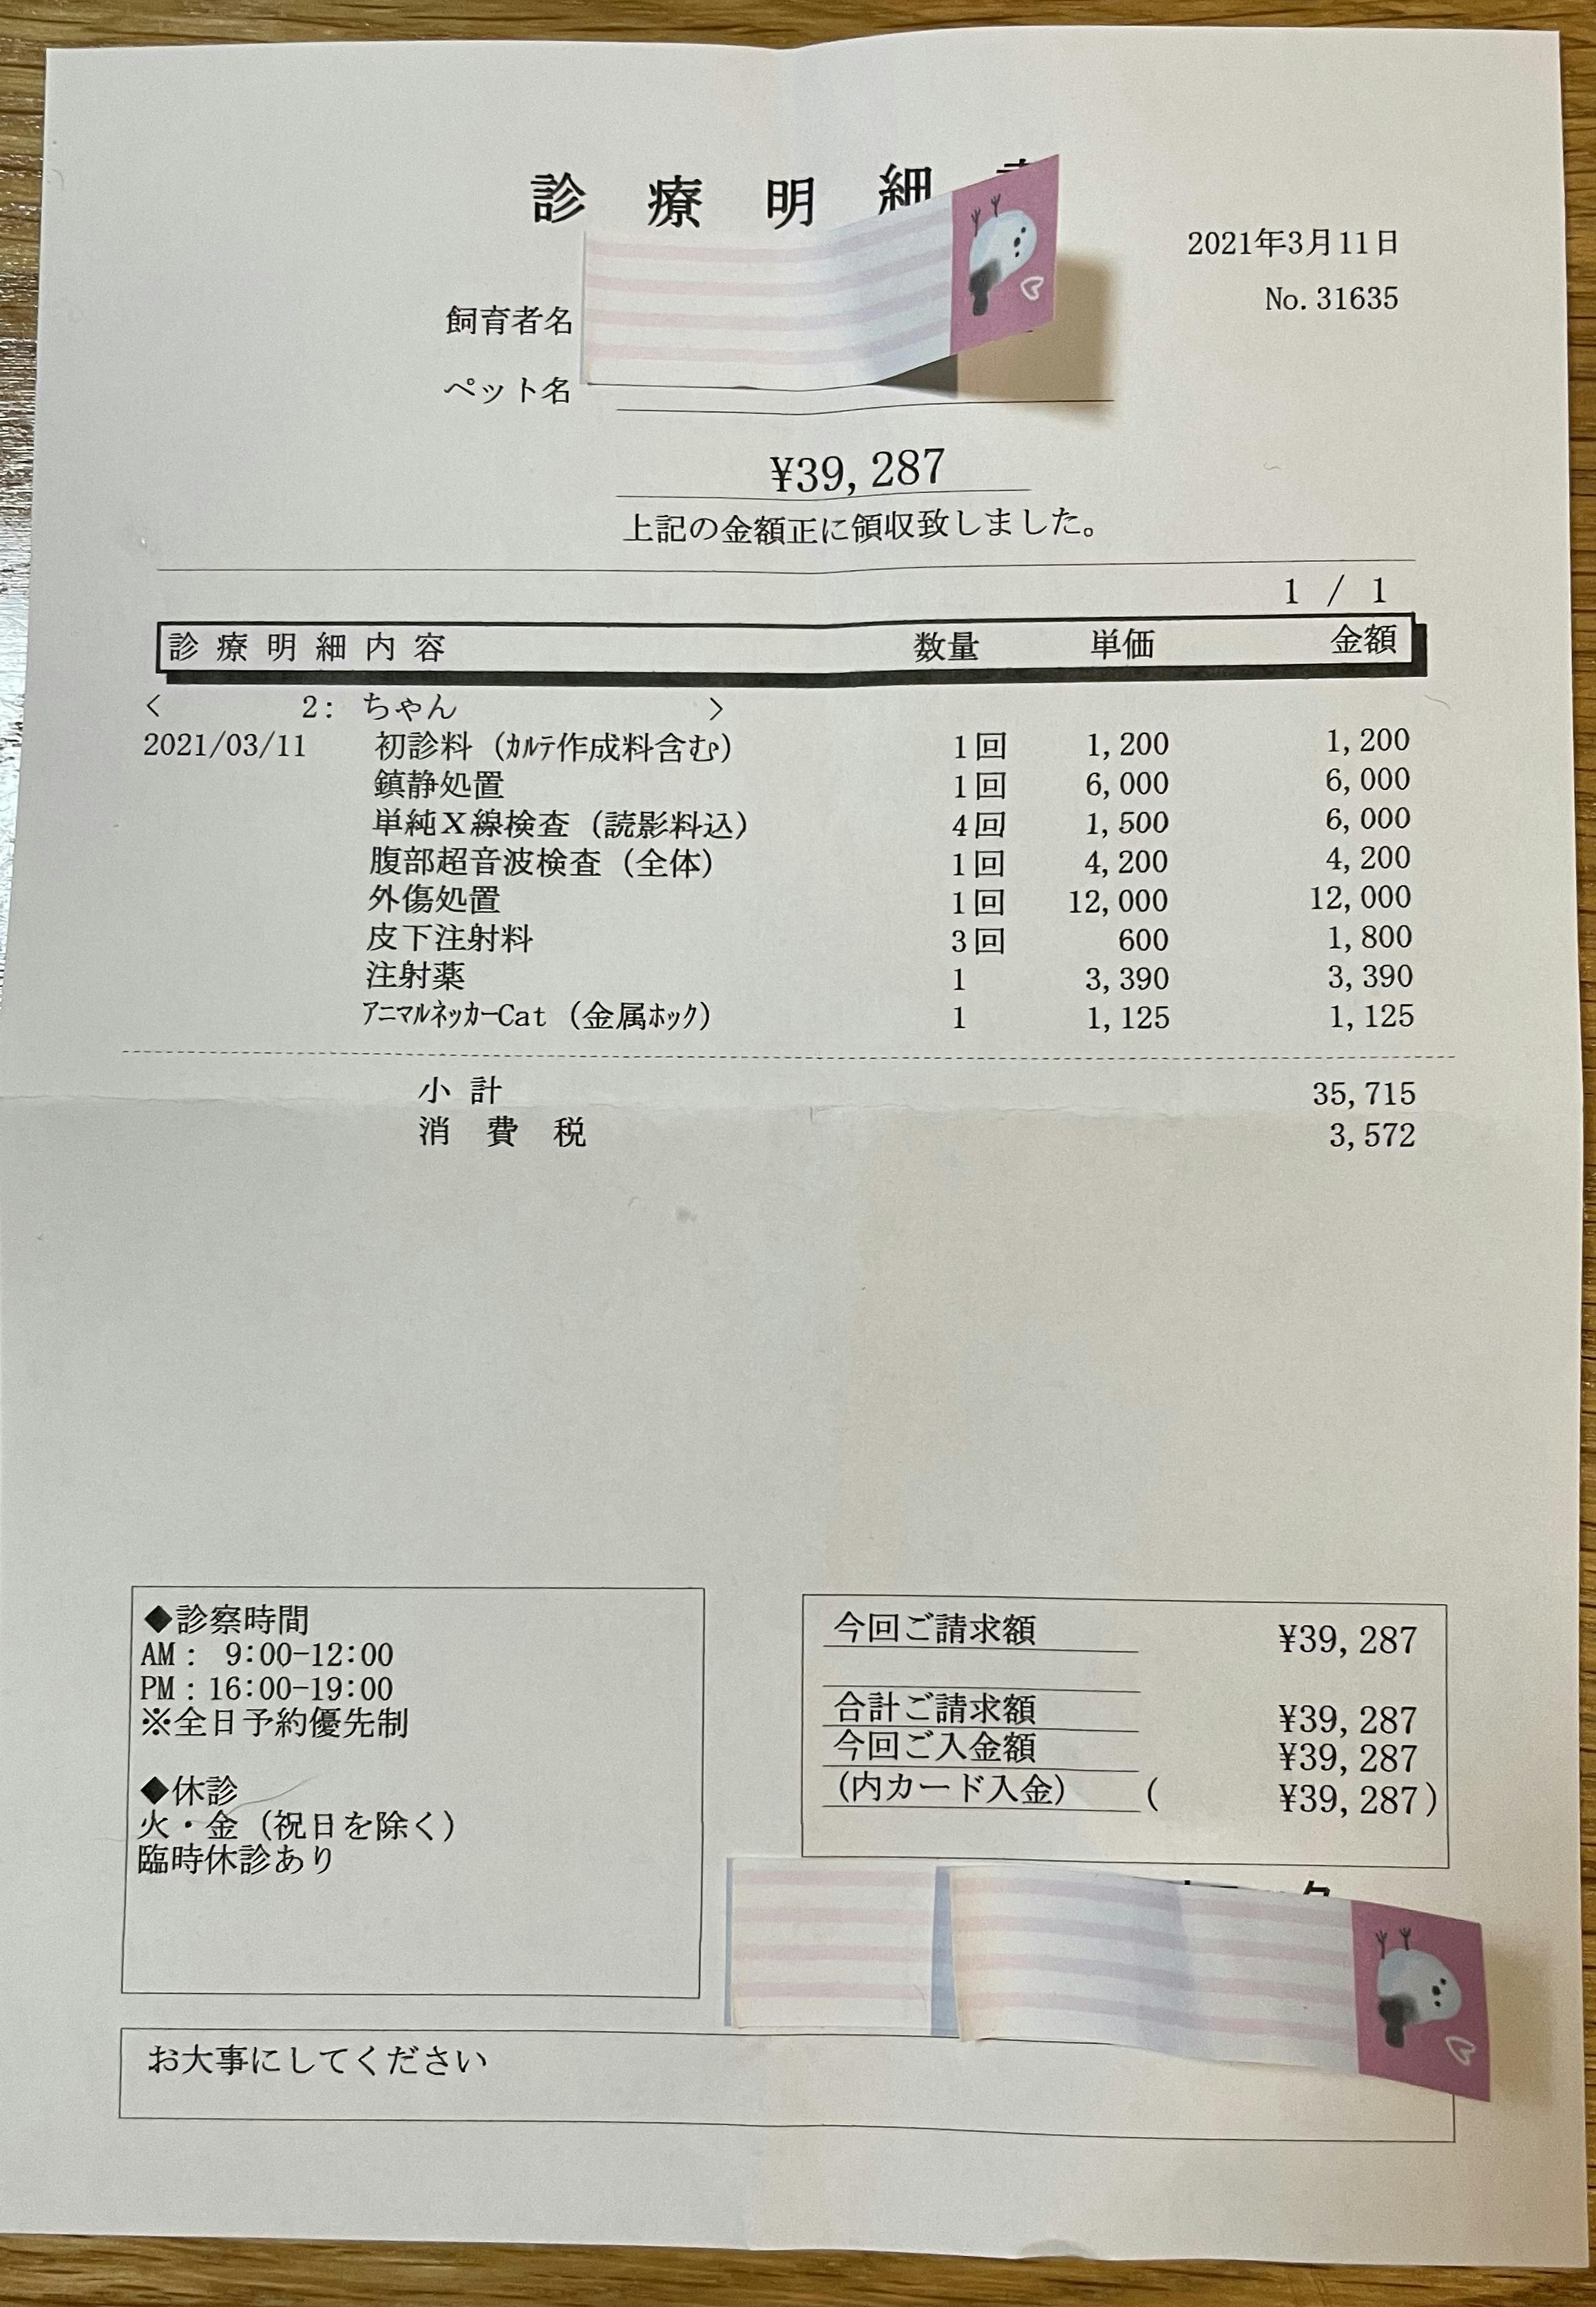 診療明細
2021年3月11日
No.31635
飼育者名
ペット名
¥39,287
上記の金額正に領収致しました。
1 / 1
診療明細内容 数量 単価 金額
< 2: ちゃん >
2021/03/11 初診料（ｶﾙﾃ作成料含む） 1回 1,200 1,200
鎮静処置 1回 6,000 6,000
単純Ｘ線検査（読影料込） 4回 1,500 6,000
腹部超音波検査（全体） 1回 4,200 4,200
外傷処置 1回 12,000 12,000
皮下注射料 3回 600 1,800
注射薬 1 3,390 3,390
ｱﾆﾏﾙﾈｯｶｰCat（金属ﾎｯｸ） 1 1,125 1,125
小計 35,715
消費税 3,572
◆診察時間
AM： 9:00-12:00
PM：16:00-19:00
※全日予約優先制
◆休診
火・金（祝日を除く）
臨時休診あり
今回ご請求額 ¥39,287
合計ご請求額 ¥39,287
今回ご入金額 ¥39,287
(内カード入金) ( ¥39,287)
お大事にしてください